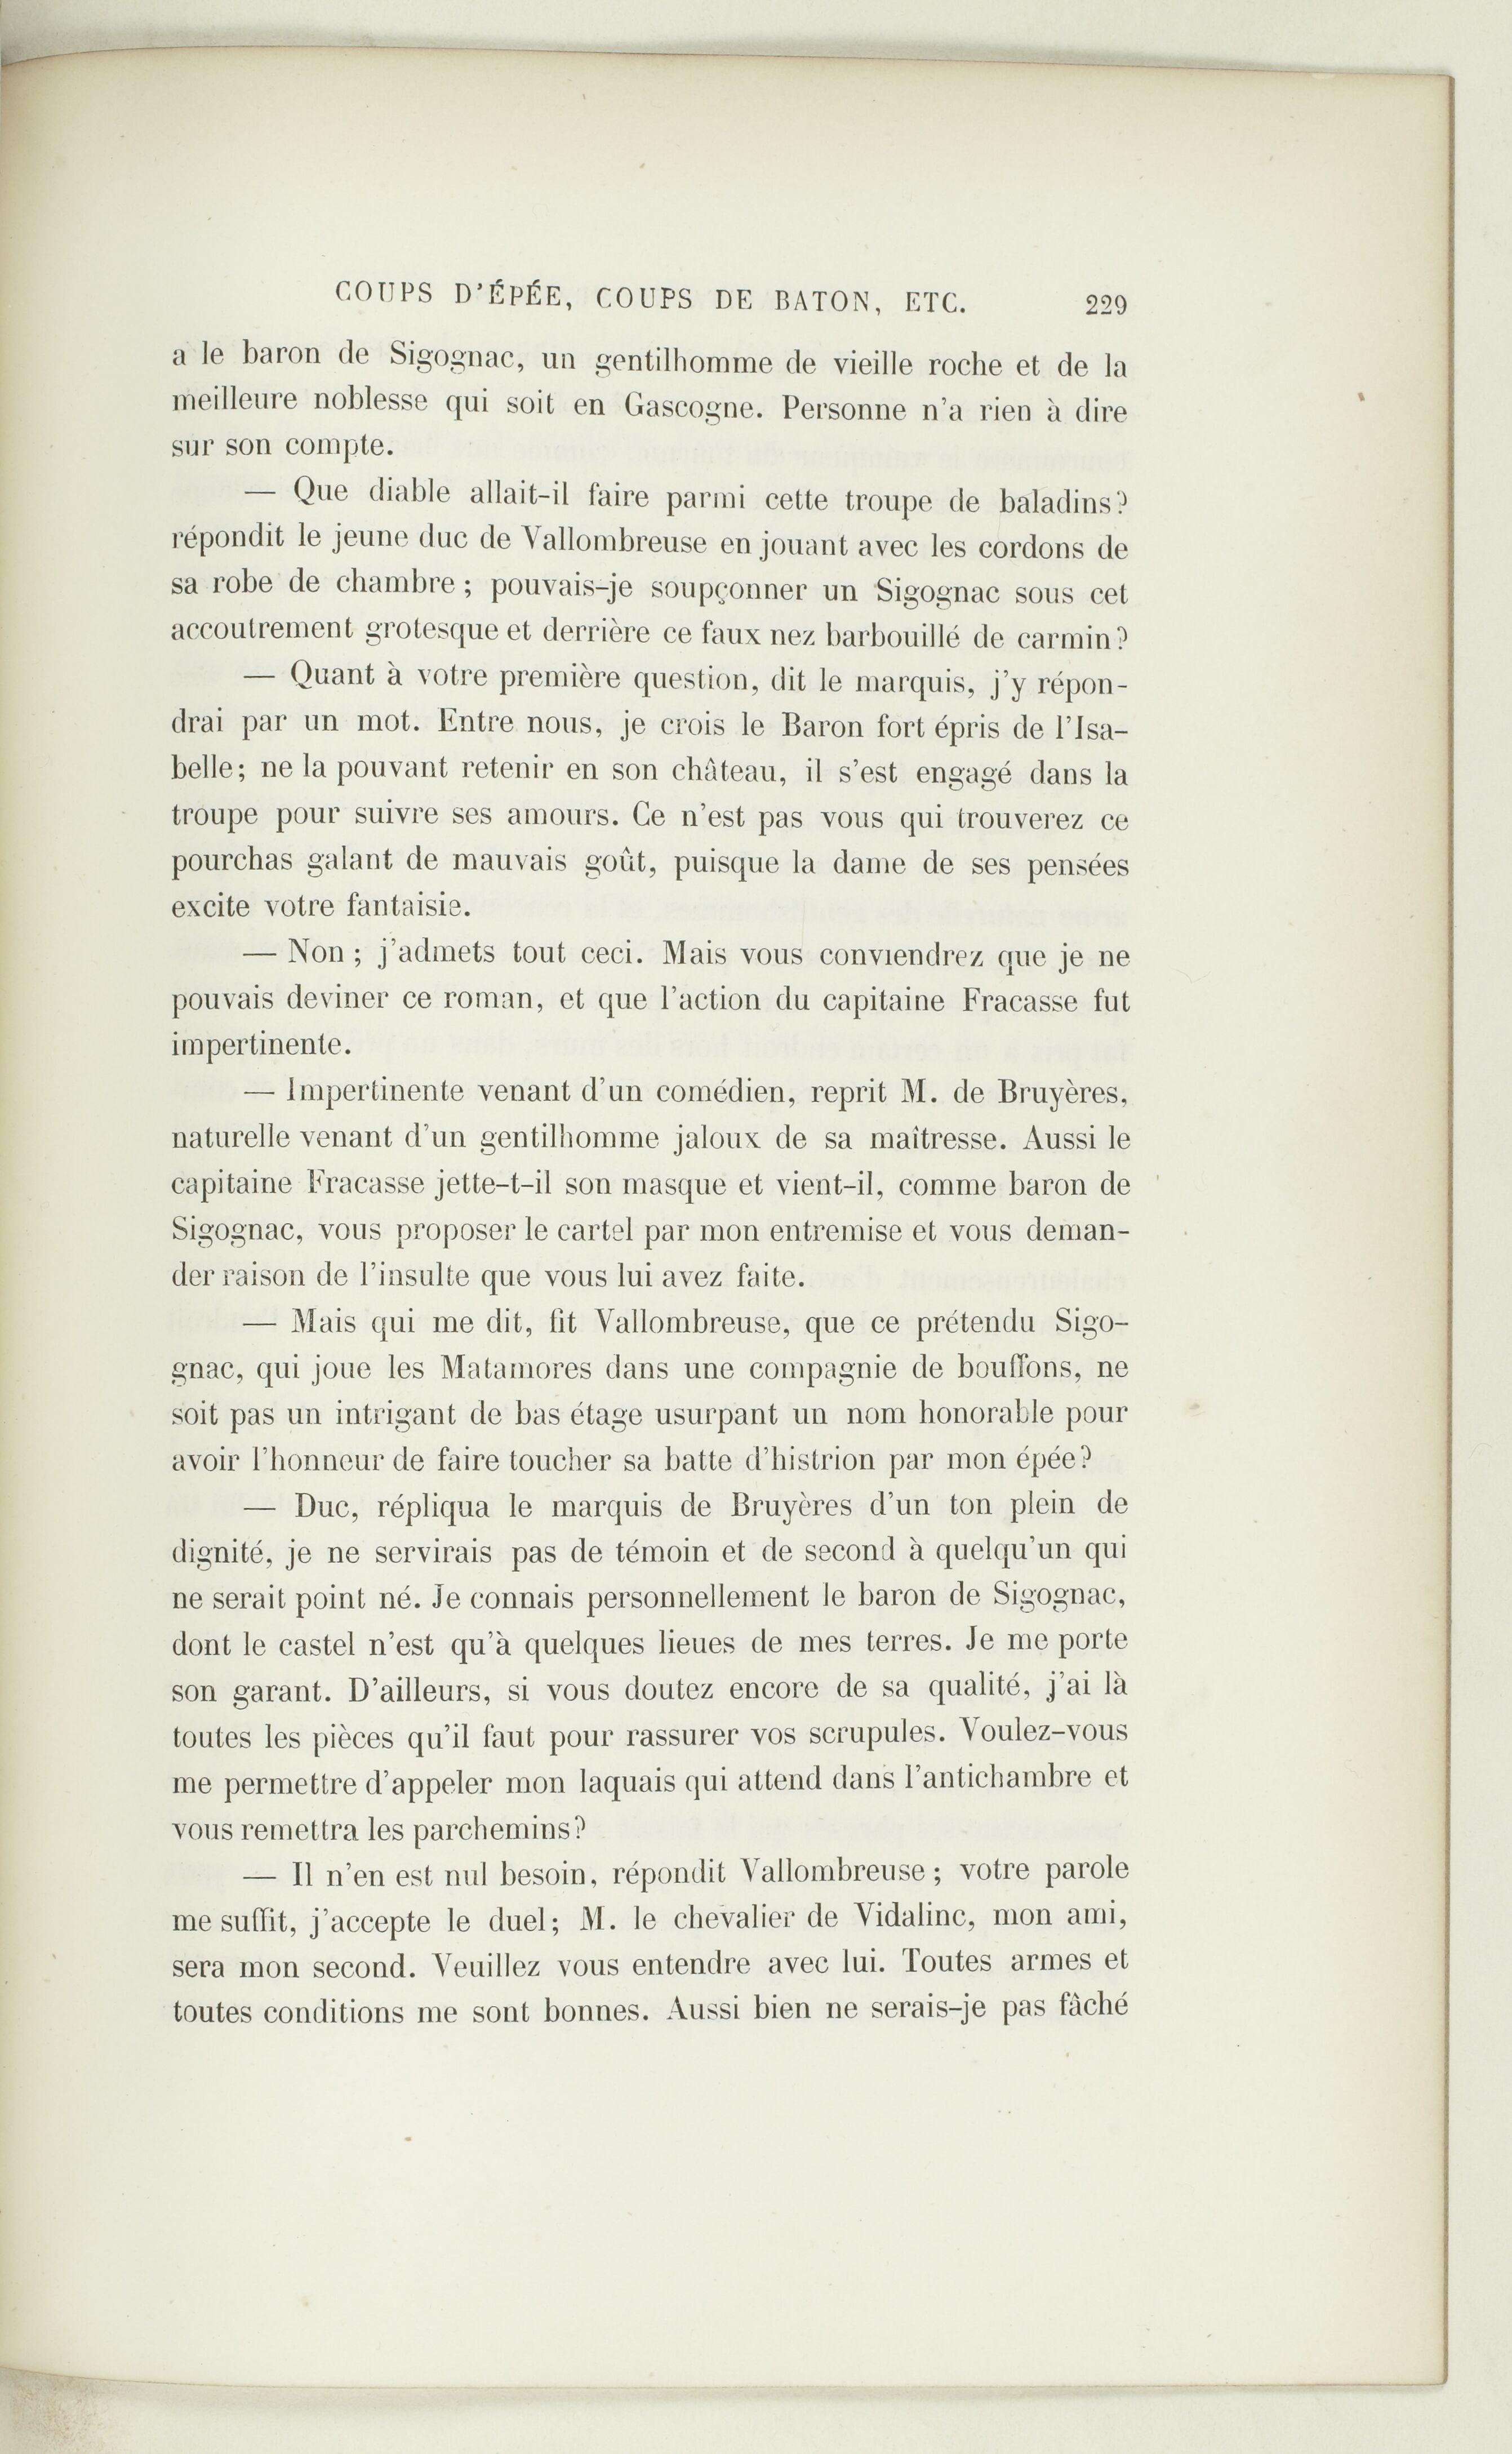 COUPS D'ÉPÉE, COUPS DE BATON, ETC. 229
a le baron de Sigognac, un gentilhomme de vieille roche et de la
meilleure noblesse qui soit en Gascogne. Personne n'a rien à dire
sur son compte.
— Que diable allait-il faire parmi cette troupe de baladins?
répondit le jeune duc de Vallombreuse en jouant avec les cordons de
sa robe de chambre; pouvais-je soupçonner un Sigognac sous cet
accoutrement grotesque et derrière ce faux nez barbouillé de carmin?
— Quant à votre première question, dit le marquis, j'y répon-
drai par un mot. Entre nous, je crois le Baron fort épris de l'Isa-
belle; ne la pouvant retenir en son château, il s'est engagé dans la
troupe pour suivre ses amours. Ce n'est pas vous qui trouverez ce
pourchas galant de mauvais goût, puisque la dame de ses pensées
excite votre fantaisie.
— Non; j'admets tout ceci. Mais vous conviendrez que je ne
pouvais deviner ce roman, et que l'action du capitaine Fracasse fut
impertinente.
— Impertinente venant d'un comédien, reprit M. de Bruyères,
naturelle venant d'un gentilhomme jaloux de sa maîtresse. Aussi le
capitaine Fracasse jette-t-il son masque et vient-il, comme baron de
Sigognac, vous proposer le cartel par mon entremise et vous deman-
der raison de l'insulte que vous lui avez faite.
— Mais qui me dit, fit Vallombreuse, que ce prétendu Sigo-
gnac, qui joue les Matamores dans une compagnie de bouffons, ne
soit pas un intrigant de bas étage usurpant un nom honorable pour
avoir l'honneur de faire toucher sa batte d'histrion par mon épée?
— Duc, répliqua le marquis de Bruyères d'un ton plein de
dignité, je ne servirais pas de témoin et de second à quelqu'un qui
ne serait point né. Je connais personnellement le baron de Sigognac,
dont le castel n'est qu'à quelques lieues de mes terres. Je me porte
son garant. D'ailleurs, si vous doutez encore de sa qualité, j'ai là
toutes les pièces qu'il faut pour rassurer vos scrupules. Voulez-vous
me permettre d'appeler mon laquais qui attend dans l'antichambre et
vous remettra les parchemins?
— Il n'en est nul besoin, répondit Vallombreuse; votre parole
me suffit, j'accepte le duel; M. le chevalier de Vidalinc, mon ami,
sera mon second. Veuillez vous entendre avec lui. Toutes armes et
toutes conditions me sont bonnes. Aussi bien ne serais-je pas fâché